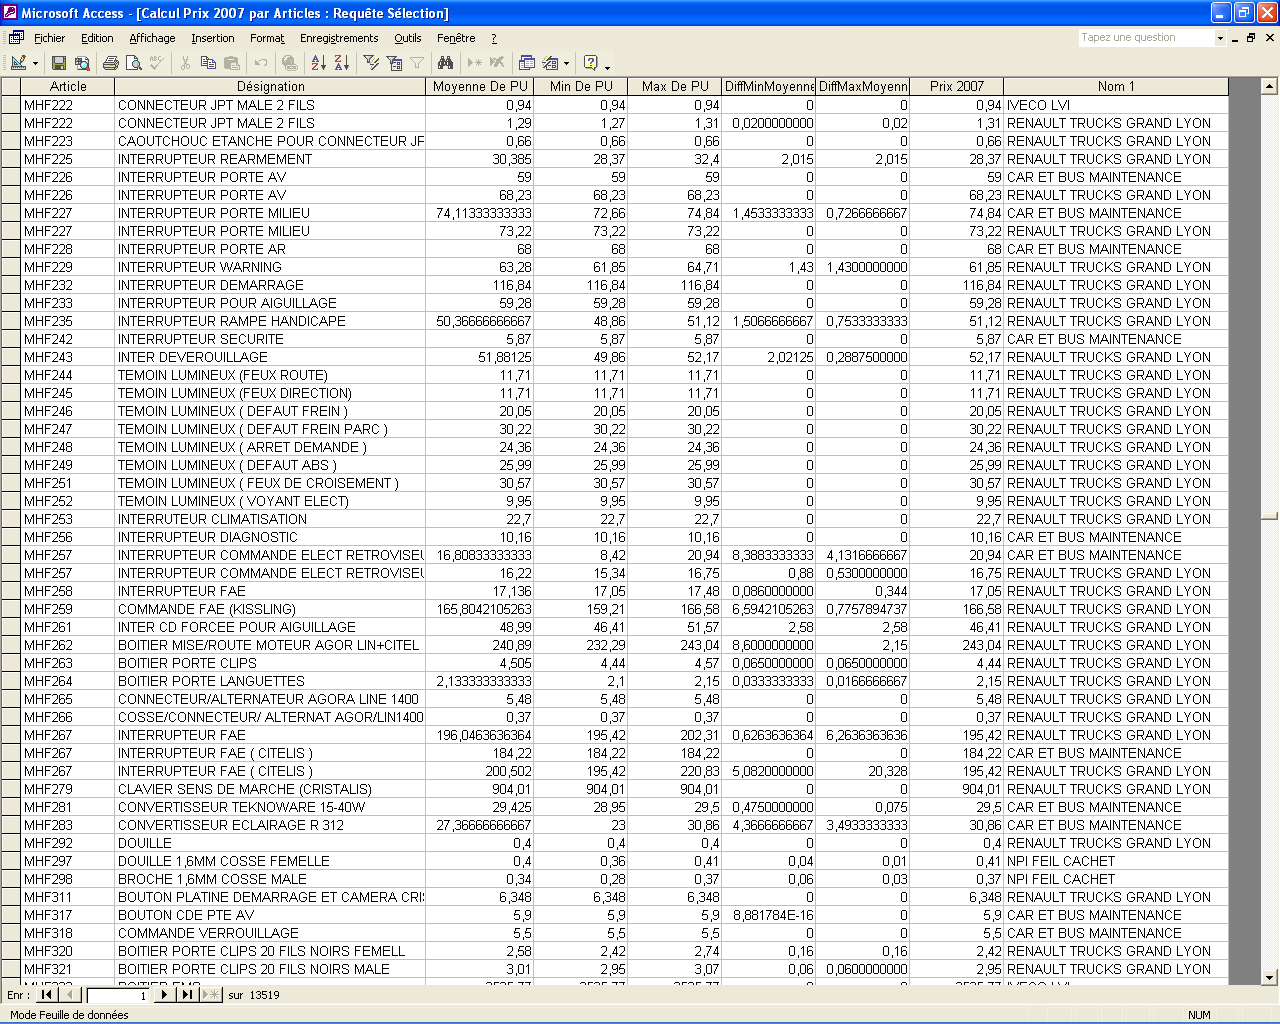 Microsoft Access - [Calcul Prix 2007 par Articles : Requête Sélection]
Fichier Edition Affichage Insertion Format Enregistrements Outils Fenêtre ? Tapez une question
Article Désignation Moyenne De PU Min De PU Max De PU DiffMinMoyenne DiffMaxMoyenn Prix 2007 Nom 1
MHF222 CONNECTEUR JPT MALE 2 FILS 0,94 0,94 0,94 0 0 0,94 IVECO LVI
MHF222 CONNECTEUR JPT MALE 2 FILS 1,29 1,27 1,31 0,0200000000 0,02 1,31 RENAULT TRUCKS GRAND LYON
MHF223 CAOUTCHOUC ETANCHE POUR CONNECTEUR JF 0,66 0,66 0,66 0 0 0,66 RENAULT TRUCKS GRAND LYON
MHF225 INTERRUPTEUR REARMEMENT 30,385 28,37 32,4 2,015 2,015 28,37 RENAULT TRUCKS GRAND LYON
MHF226 INTERRUPTEUR PORTE AV 59 59 59 0 0 59 CAR ET BUS MAINTENANCE
MHF226 INTERRUPTEUR PORTE AV 68,23 68,23 68,23 0 0 68,23 RENAULT TRUCKS GRAND LYON
MHF227 INTERRUPTEUR PORTE MILIEU 74,11333333333 72,66 74,84 1,4533333333 0,7266666667 74,84 CAR ET BUS MAINTENANCE
MHF227 INTERRUPTEUR PORTE MILIEU 73,22 73,22 73,22 0 0 73,22 RENAULT TRUCKS GRAND LYON
MHF228 INTERRUPTEUR PORTE AR 68 68 68 0 0 68 CAR ET BUS MAINTENANCE
MHF229 INTERRUPTEUR WARNING 63,28 61,85 64,71 1,43 1,4300000000 61,85 RENAULT TRUCKS GRAND LYON
MHF232 INTERRUPTEUR DEMARRAGE 116,84 116,84 116,84 0 0 116,84 RENAULT TRUCKS GRAND LYON
MHF233 INTERRUPTEUR POUR AIGUILLAGE 59,28 59,28 59,28 0 0 59,28 RENAULT TRUCKS GRAND LYON
MHF235 INTERRUPTEUR RAMPE HANDICAPE 50,36666666667 48,86 51,12 1,5066666667 0,7533333333 51,12 RENAULT TRUCKS GRAND LYON
MHF242 INTERRUPTEUR SECURITE 5,87 5,87 5,87 0 0 5,87 CAR ET BUS MAINTENANCE
MHF243 INTER DEVEROUILLAGE 51,88125 49,86 52,17 2,02125 0,2887500000 52,17 RENAULT TRUCKS GRAND LYON
MHF244 TEMOIN LUMINEUX (FEUX ROUTE) 11,71 11,71 11,71 0 0 11,71 RENAULT TRUCKS GRAND LYON
MHF245 TEMOIN LUMINEUX (FEUX DIRECTION) 11,71 11,71 11,71 0 0 11,71 RENAULT TRUCKS GRAND LYON
MHF246 TEMOIN LUMINEUX ( DEFAUT FREIN ) 20,05 20,05 20,05 0 0 20,05 RENAULT TRUCKS GRAND LYON
MHF247 TEMOIN LUMINEUX ( DEFAUT FREIN PARC ) 30,22 30,22 30,22 0 0 30,22 RENAULT TRUCKS GRAND LYON
MHF248 TEMOIN LUMINEUX ( ARRET DEMANDE ) 24,36 24,36 24,36 0 0 24,36 RENAULT TRUCKS GRAND LYON
MHF249 TEMOIN LUMINEUX ( DEFAUT ABS ) 25,99 25,99 25,99 0 0 25,99 RENAULT TRUCKS GRAND LYON
MHF251 TEMOIN LUMINEUX ( FEUX DE CROISEMENT ) 30,57 30,57 30,57 0 0 30,57 RENAULT TRUCKS GRAND LYON
MHF252 TEMOIN LUMINEUX ( VOYANT ELECT) 9,95 9,95 9,95 0 0 9,95 RENAULT TRUCKS GRAND LYON
MHF253 INTERRUTEUR CLIMATISATION 22,7 22,7 22,7 0 0 22,7 RENAULT TRUCKS GRAND LYON
MHF256 INTERRUPTEUR DIAGNOSTIC 10,16 10,16 10,16 0 0 10,16 CAR ET BUS MAINTENANCE
MHF257 INTERRUPTEUR COMMANDE ELECT RETROVISEU 16,80833333333 8,42 20,94 8,3883333333 4,1316666667 20,94 CAR ET BUS MAINTENANCE
MHF257 INTERRUPTEUR COMMANDE ELECT RETROVISEU 16,22 15,34 16,75 0,88 0,5300000000 16,75 RENAULT TRUCKS GRAND LYON
MHF258 INTERRUPTEUR FAE 17,136 17,05 17,48 0,0860000000 0,344 17,05 RENAULT TRUCKS GRAND LYON
MHF259 COMMANDE FAE (KISSLING) 165,8042105263 159,21 166,58 6,5942105263 0,7757894737 166,58 RENAULT TRUCKS GRAND LYON
MHF261 INTER CD FORCEE POUR AIGUILLAGE 48,99 46,41 51,57 2,58 2,58 46,41 RENAULT TRUCKS GRAND LYON
MHF262 BOITIER MISE/ROUTE MOTEUR AGOR LIN+CITEL 240,89 232,29 243,04 8,6000000000 2,15 243,04 RENAULT TRUCKS GRAND LYON
MHF263 BOITIER PORTE CLIPS 4,505 4,44 4,57 0,0650000000 0,0650000000 4,44 RENAULT TRUCKS GRAND LYON
MHF264 BOITIER PORTE LANGUETTES 2,133333333333 2,1 2,15 0,0333333333 0,0166666667 2,15 RENAULT TRUCKS GRAND LYON
MHF265 CONNECTEUR/ALTERNATEUR AGORA LINE 1400 5,48 5,48 5,48 0 0 5,48 RENAULT TRUCKS GRAND LYON
MHF266 COSSE/CONNECTEUR/ ALTERNAT AGOR/LIN1400 0,37 0,37 0,37 0 0 0,37 RENAULT TRUCKS GRAND LYON
MHF267 INTERRUPTEUR FAE 196,0463636364 195,42 202,31 0,6263636364 6,2636363636 195,42 RENAULT TRUCKS GRAND LYON
MHF267 INTERRUPTEUR FAE ( CITELIS ) 184,22 184,22 184,22 0 0 184,22 CAR ET BUS MAINTENANCE
MHF267 INTERRUPTEUR FAE ( CITELIS ) 200,502 195,42 220,83 5,0820000000 20,328 195,42 RENAULT TRUCKS GRAND LYON
MHF279 CLAVIER SENS DE MARCHE (CRISTALIS) 904,01 904,01 904,01 0 0 904,01 RENAULT TRUCKS GRAND LYON
MHF281 CONVERTISSEUR TEKNOWARE 15-40W 29,425 28,95 29,5 0,4750000000 0,075 29,5 CAR ET BUS MAINTENANCE
MHF283 CONVERTISSEUR ECLAIRAGE R 312 27,36666666667 23 30,86 4,3666666667 3,4933333333 30,86 CAR ET BUS MAINTENANCE
MHF292 DOUILLE 0,4 0,4 0,4 0 0 0,4 RENAULT TRUCKS GRAND LYON
MHF297 DOUILLE 1,6MM COSSE FEMELLE 0,4 0,36 0,41 0,04 0,01 0,41 NPI FEIL CACHET
MHF298 BROCHE 1,6MM COSSE MALE 0,34 0,28 0,37 0,06 0,03 0,37 NPI FEIL CACHET
MHF311 BOUTON PLATINE DEMARRAGE ET CAMERA CRI 6,348 6,348 6,348 0 0 6,348 RENAULT TRUCKS GRAND LYON
MHF317 BOUTON CDE PTE AV 5,9 5,9 5,9 8,881784E-16 0 5,9 CAR ET BUS MAINTENANCE
MHF318 COMMANDE VERROUILLAGE 5,5 5,5 5,5 0 0 5,5 CAR ET BUS MAINTENANCE
MHF320 BOITIER PORTE CLIPS 20 FILS NOIRS FEMELL 2,58 2,42 2,74 0,16 0,16 2,42 RENAULT TRUCKS GRAND LYON
MHF321 BOITIER PORTE CLIPS 20 FILS NOIRS MALE 3,01 2,95 3,07 0,06 0,0600000000 2,95 RENAULT TRUCKS GRAND LYON
Enr : 1 sur 13519
Mode Feuille de données NUM